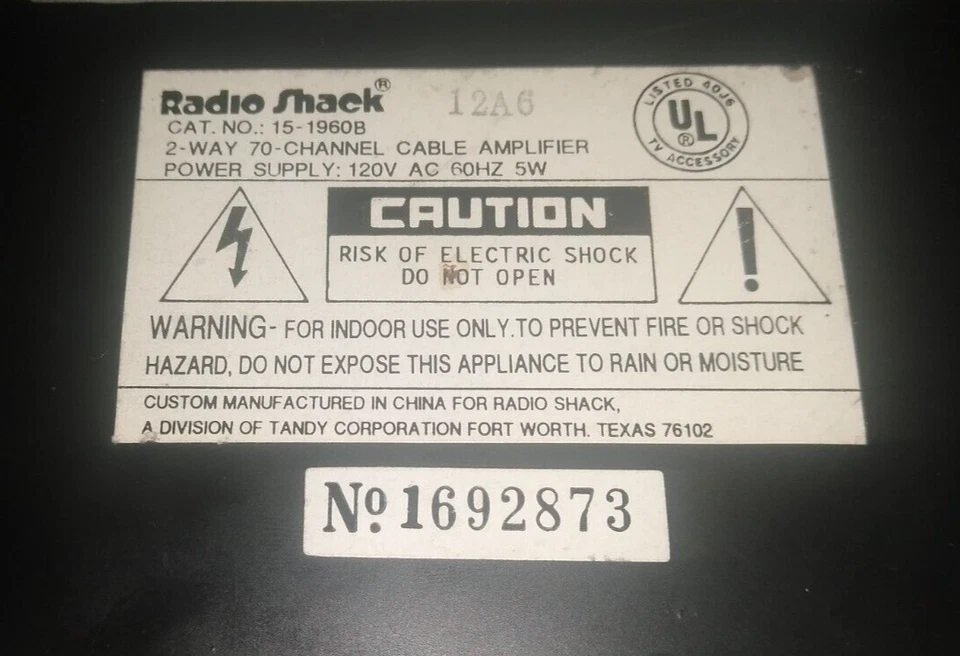 Radio Shack® 12A6
CAT. NO.: 15-1960B
2-WAY 70-CHANNEL CABLE AMPLIFIER
POWER SUPPLY: 120V AC 60HZ 5W
LISTED 40J6
UL®
TV ACCESSORY
CAUTION
RISK OF ELECTRIC SHOCK
DO NOT OPEN
!
WARNING- FOR INDOOR USE ONLY.TO PREVENT FIRE OR SHOCK
HAZARD, DO NOT EXPOSE THIS APPLIANCE TO RAIN OR MOISTURE
CUSTOM MANUFACTURED IN CHINA FOR RADIO SHACK,
A DIVISION OF TANDY CORPORATION FORT WORTH. TEXAS 76102
Nº 1692873